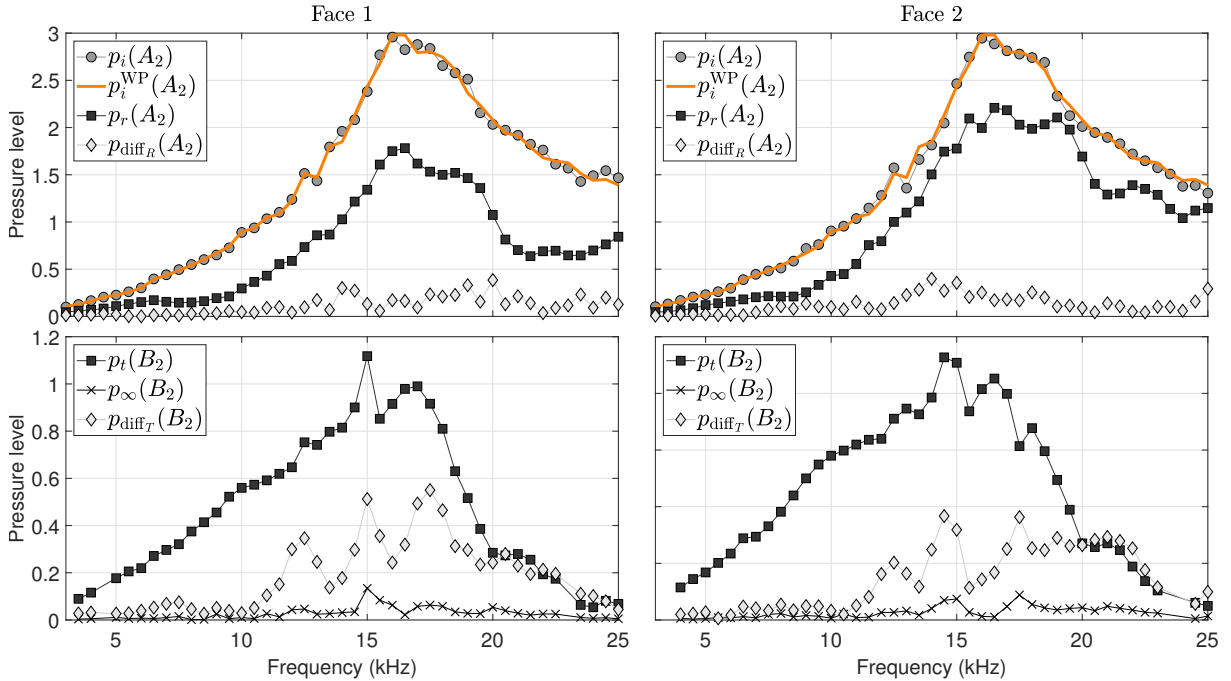 Face 1
Face 2
3
2.5
2
1.5
1
0.5
0
Pressure level
p_i(A_2)
p_i^WP(A_2)
p_r(A_2)
p_diff_R(A_2)
p_i(A_2)
p_i^WP(A_2)
p_r(A_2)
p_diff_R(A_2)
1.2
1
0.8
0.6
0.4
0.2
0
Pressure level
p_t(B_2)
p_∞(B_2)
p_diff_T(B_2)
p_t(B_2)
p_∞(B_2)
p_diff_T(B_2)
5 10 15 20 25
5 10 15 20 25
Frequency (kHz)
Frequency (kHz)